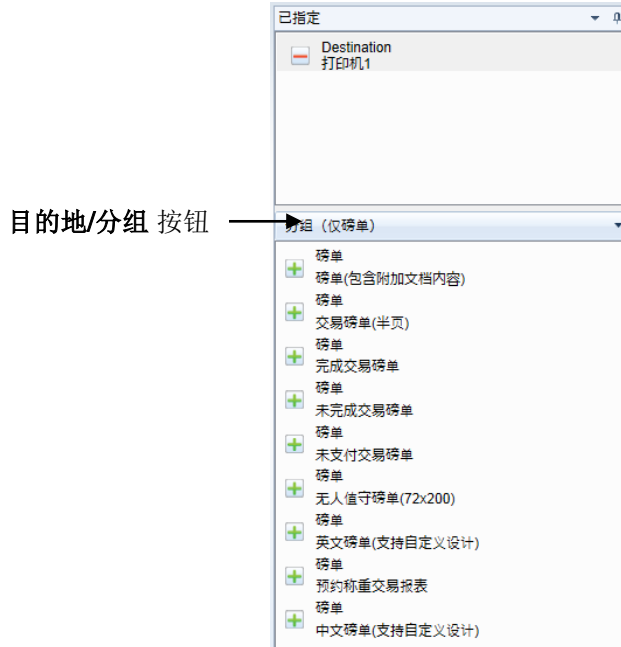 已指定
Destination
打印机1
目的地/分组 按钮
分组（仅磅单）
磅单
磅单(包含附加文档内容)
磅单
交易磅单(半页)
磅单
完成交易磅单
磅单
未完成交易磅单
磅单
未支付交易磅单
磅单
无人值守磅单(72x200)
磅单
英文磅单(支持自定义设计)
磅单
预约称重交易报表
磅单
中文磅单(支持自定义设计)